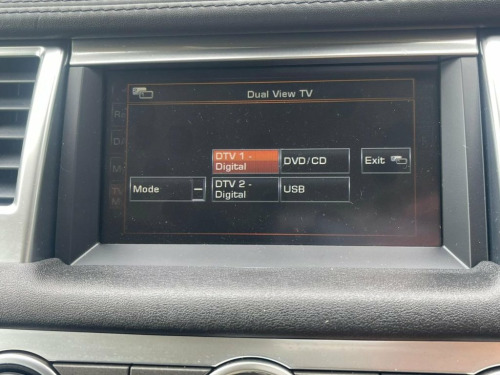 Dual View TV
DTV 1 -
Digital
DVD/CD
Exit
Mode
DTV 2 -
Digital
USB